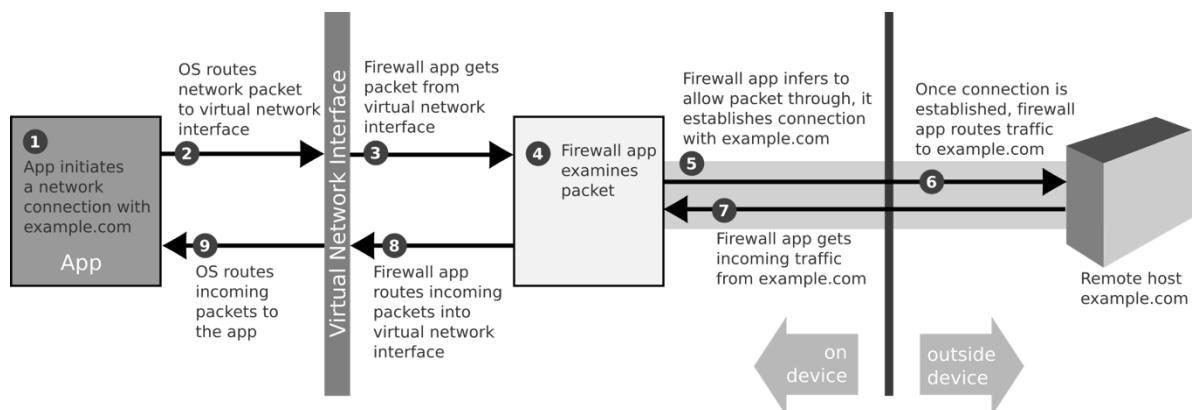 1
App initiates
a network
connection with
example.com
App
OS routes
network packet
to virtual network
interface
2
Virtual Network Interface
Firewall app gets
packet from
virtual network
interface
3
4
Firewall app
examines
packet
Firewall app infers to
allow packet through, it
establishes connection
with example.com
5
Once connection is
established, firewall
app routes traffic
to example.com
6
7
Firewall app gets
incoming traffic
from example.com
8
Firewall app
routes incoming
packets into
virtual network
interface
9
OS routes
incoming
packets to
the app
Remote host
example.com
on
device
outside
device